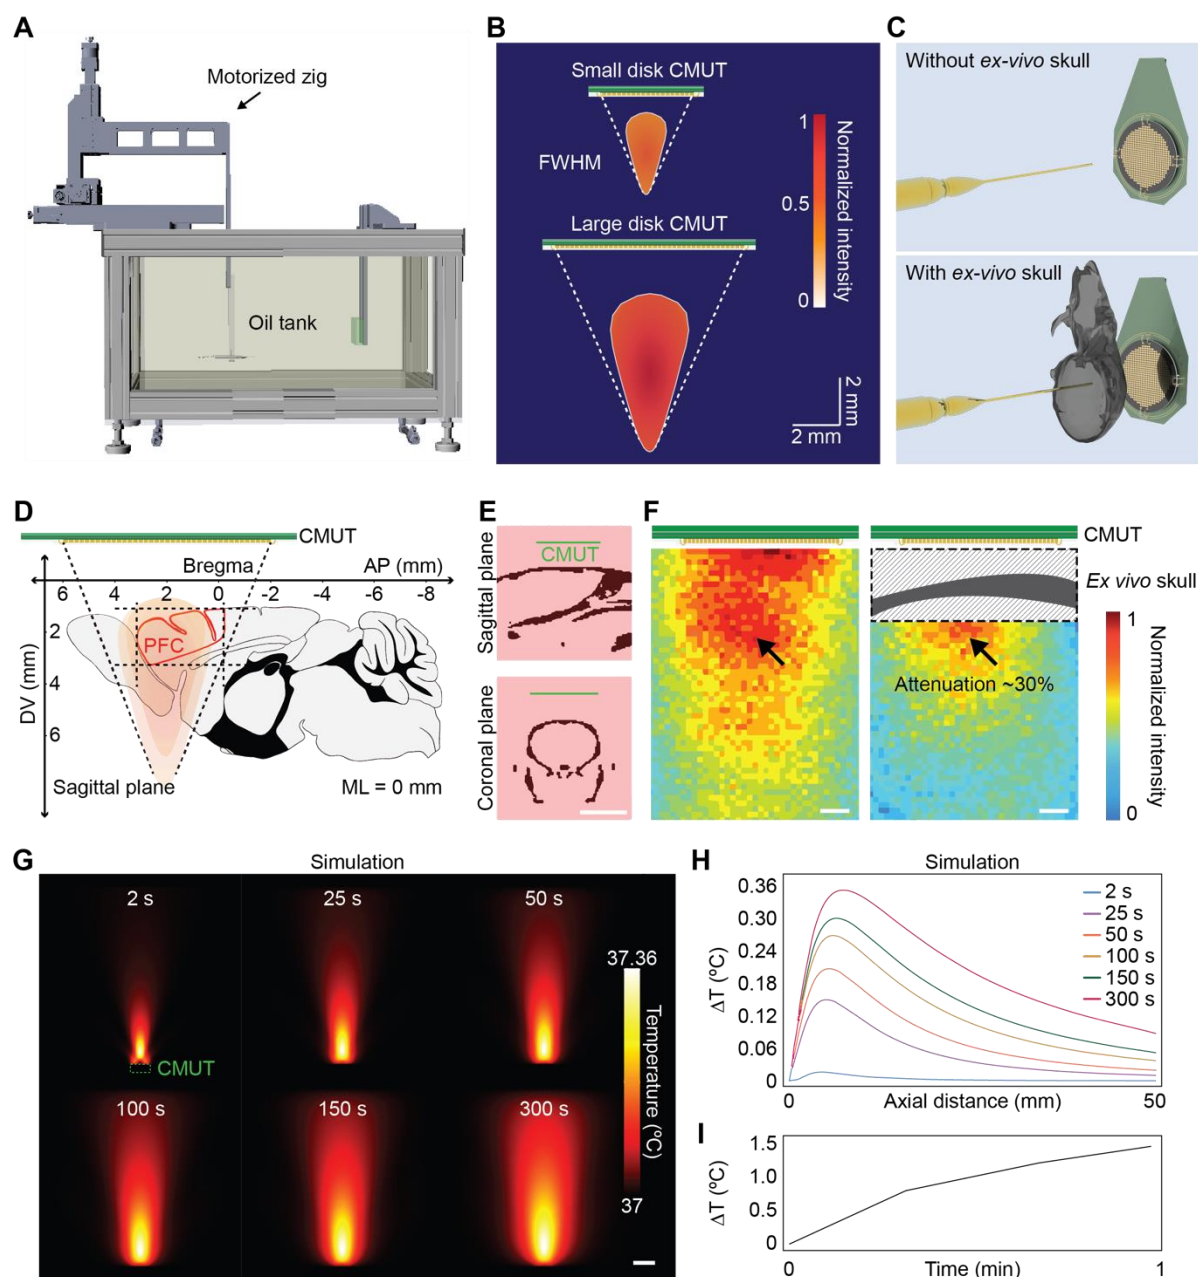 A
Motorized zig
Oil tank
B
Small disk CMUT
FWHM
Large disk CMUT
1
0.5
0
Normalized intensity
2 mm
2 mm
C
Without ex-vivo skull
With ex-vivo skull
D
CMUT
Bregma
AP (mm)
6 4 2 0 -2 -4 -6 -8
PFC
2
4
6
DV (mm)
Sagittal plane
ML = 0 mm
E
Sagittal plane
CMUT
Coronal plane
F
CMUT
Ex vivo skull
Attenuation ~30%
1
0
Normalized intensity
G
Simulation
2 s
25 s
50 s
CMUT
100 s
150 s
300 s
37.36
Temperature (ºC)
37
H
Simulation
0.36
0.30
0.24
0.18
0.12
0.06
0
ΔT (ºC)
2 s
25 s
50 s
100 s
150 s
300 s
0 Axial distance (mm) 50
I
1.5
1.0
0.5
0
ΔT (ºC)
0 Time (min) 1